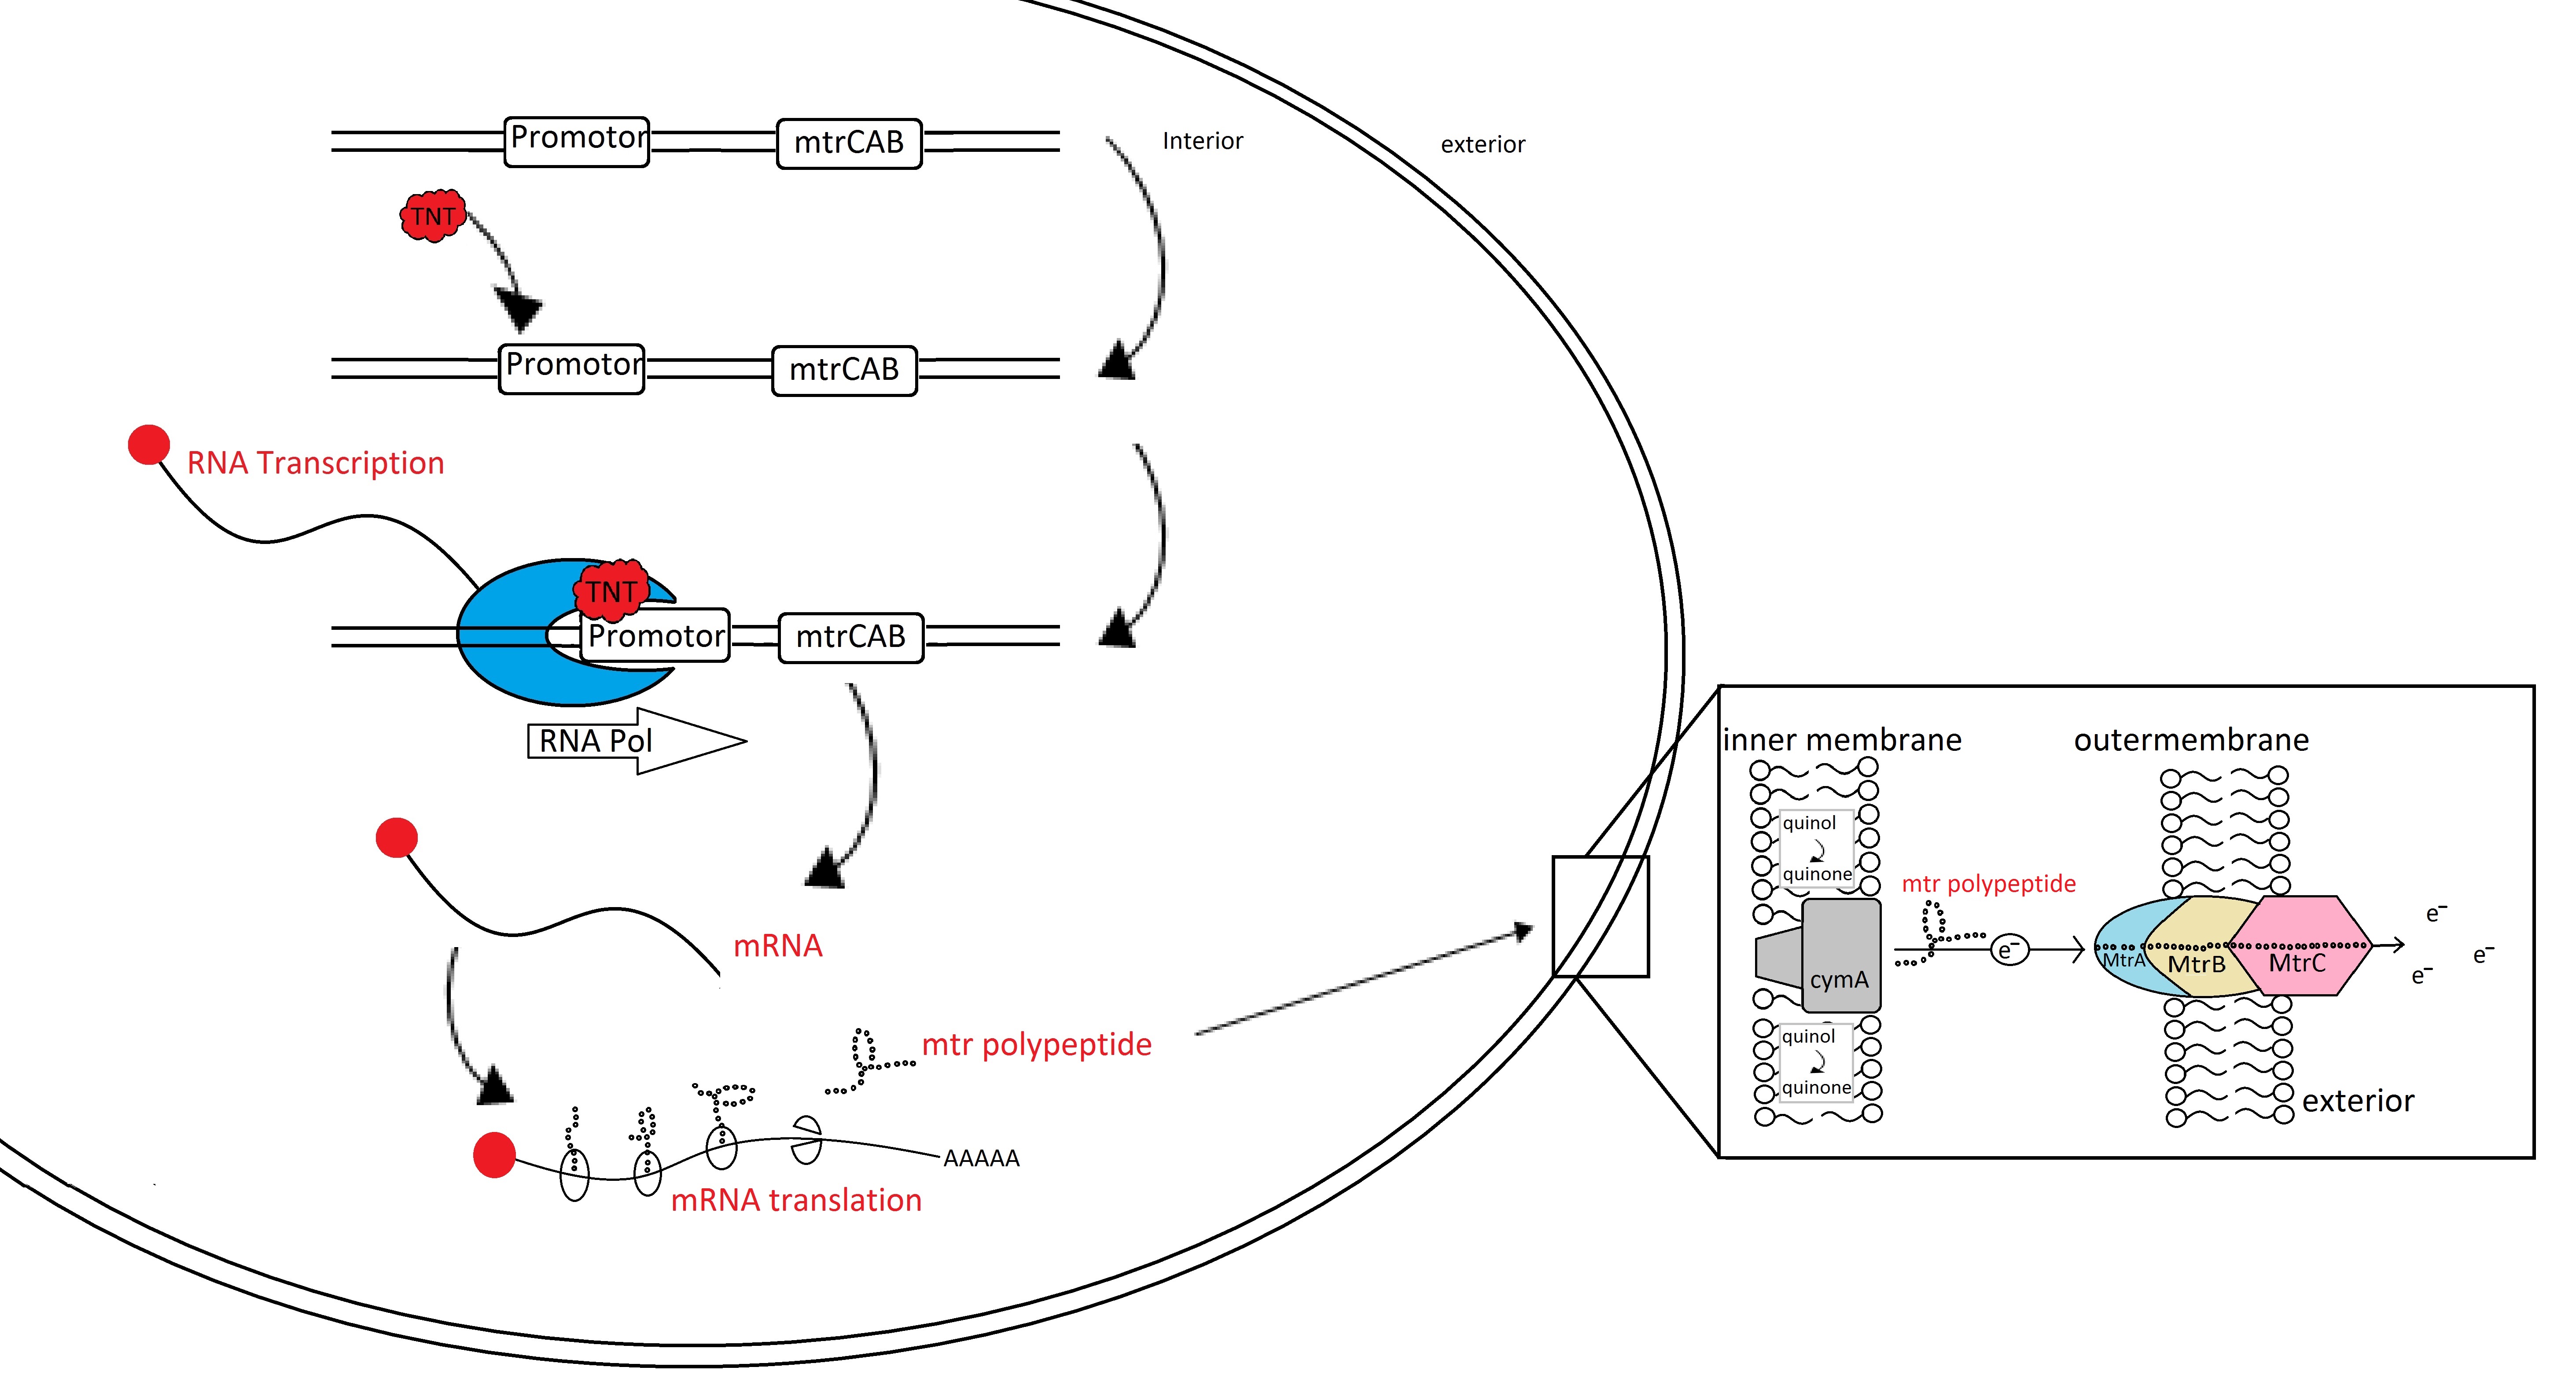 Promotor
mtrCAB
Interior
exterior
TNT
Promotor
mtrCAB
RNA Transcription
TNT
Promotor
mtrCAB
RNA Pol
mRNA
mtr polypeptide
AAAAA
mRNA translation
inner membrane
outermembrane
quinol
quinone
mtr polypeptide
e⁻
cymA
MtrA
MtrB
MtrC
e⁻
e⁻
e⁻
quinol
quinone
exterior